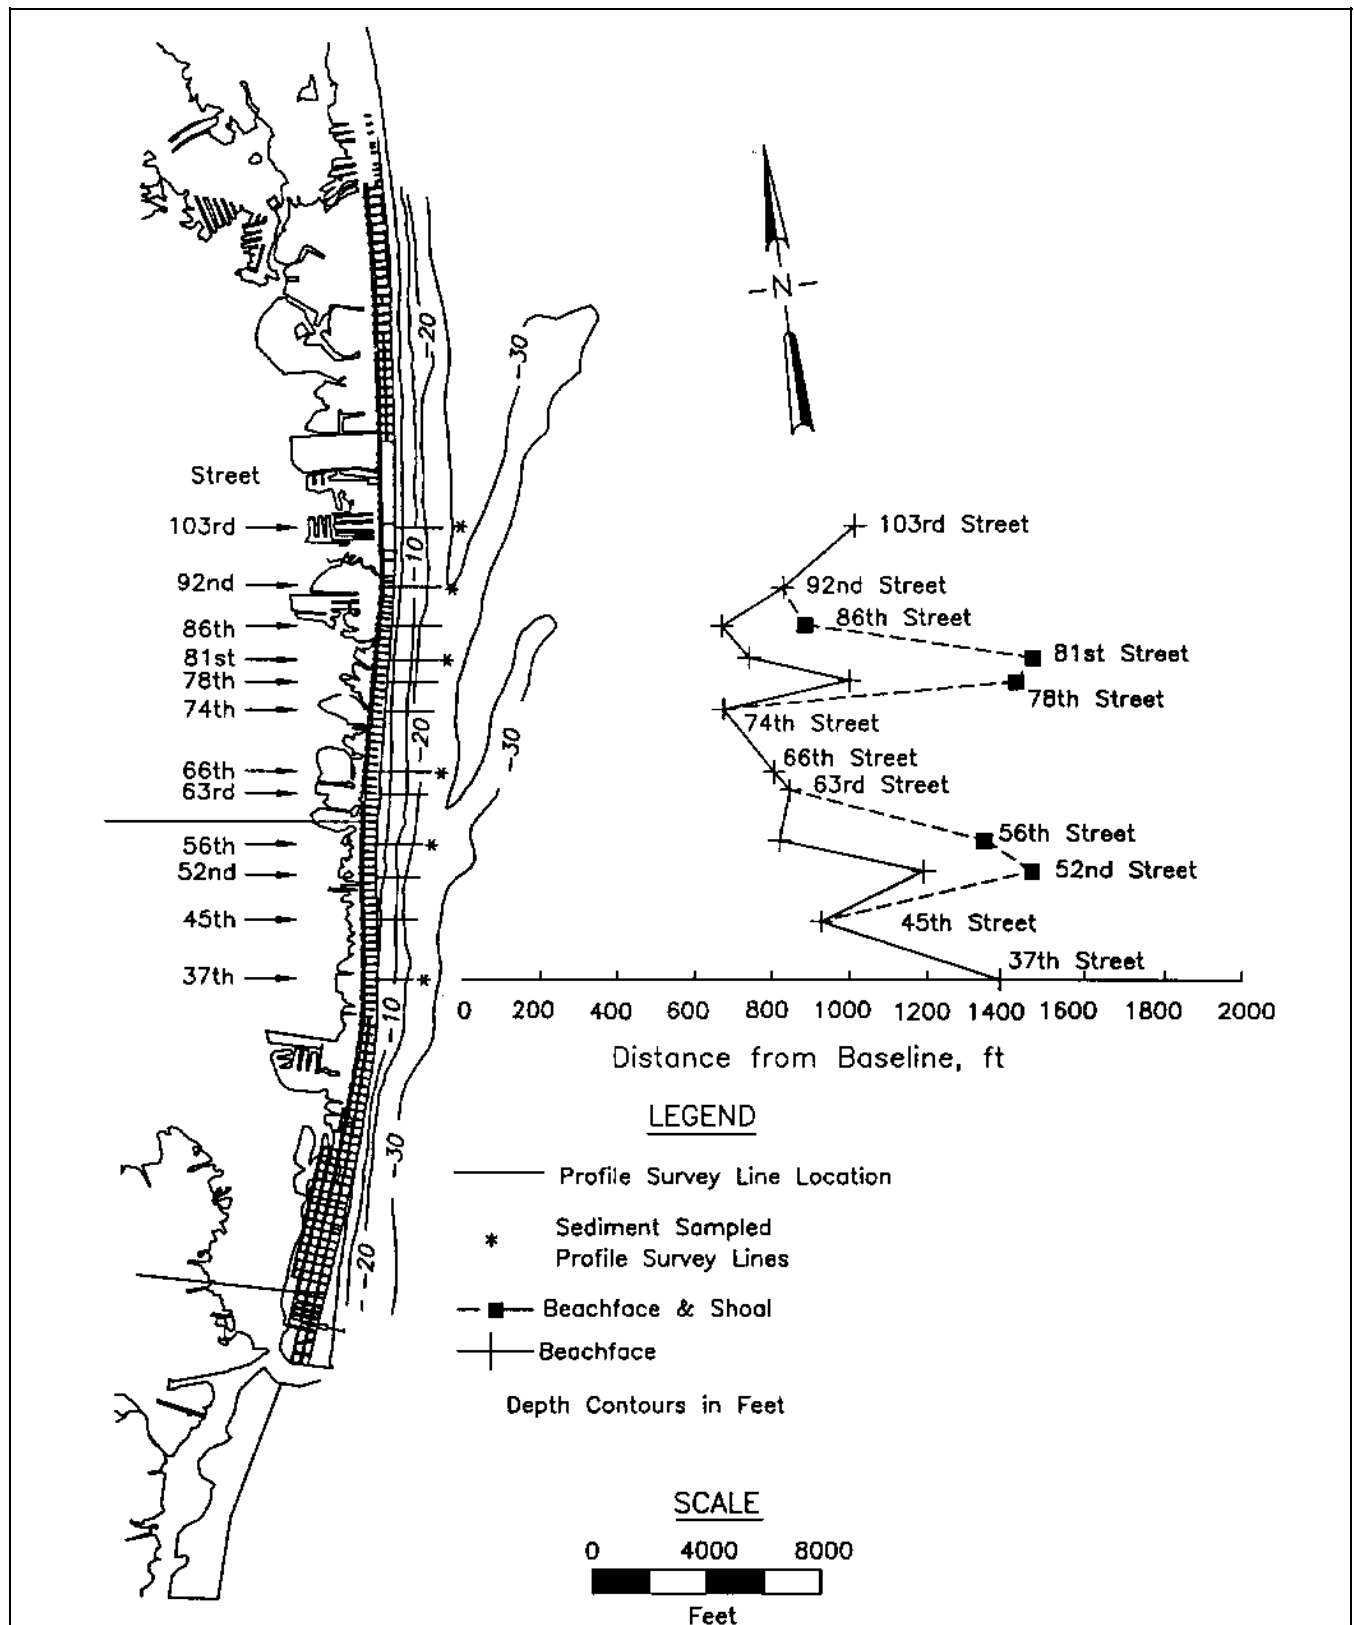 -20
-30
Z
Street
103rd
92nd
86th
81st
78th
74th
66th
63rd
56th
52nd
45th
37th
-10
-20
-30
-10
-30
-20
103rd Street
92nd Street
86th Street
81st Street
78th Street
74th Street
66th Street
63rd Street
56th Street
52nd Street
45th Street
37th Street
0 200 400 600 800 1000 1200 1400 1600 1800 2000
Distance from Baseline, ft
LEGEND
Profile Survey Line Location
* Sediment Sampled
Profile Survey Lines
Beachface & Shoal
Beachface
Depth Contours in Feet
SCALE
0 4000 8000
Feet